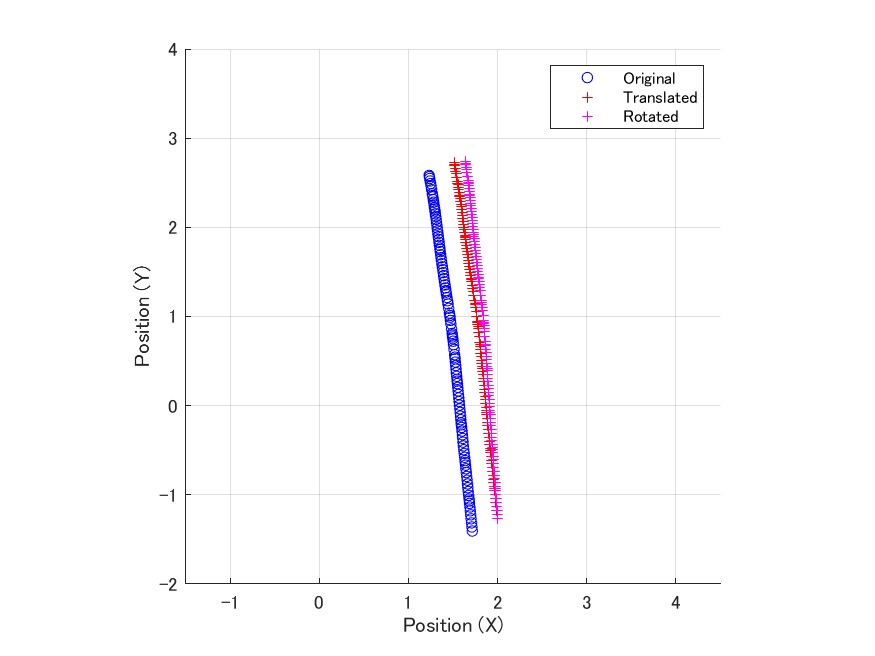 4
3
2
1
0
−1
−2
Position (Y)
Original
Translated
Rotated
−1 0 1 2 3 4
Position (X)